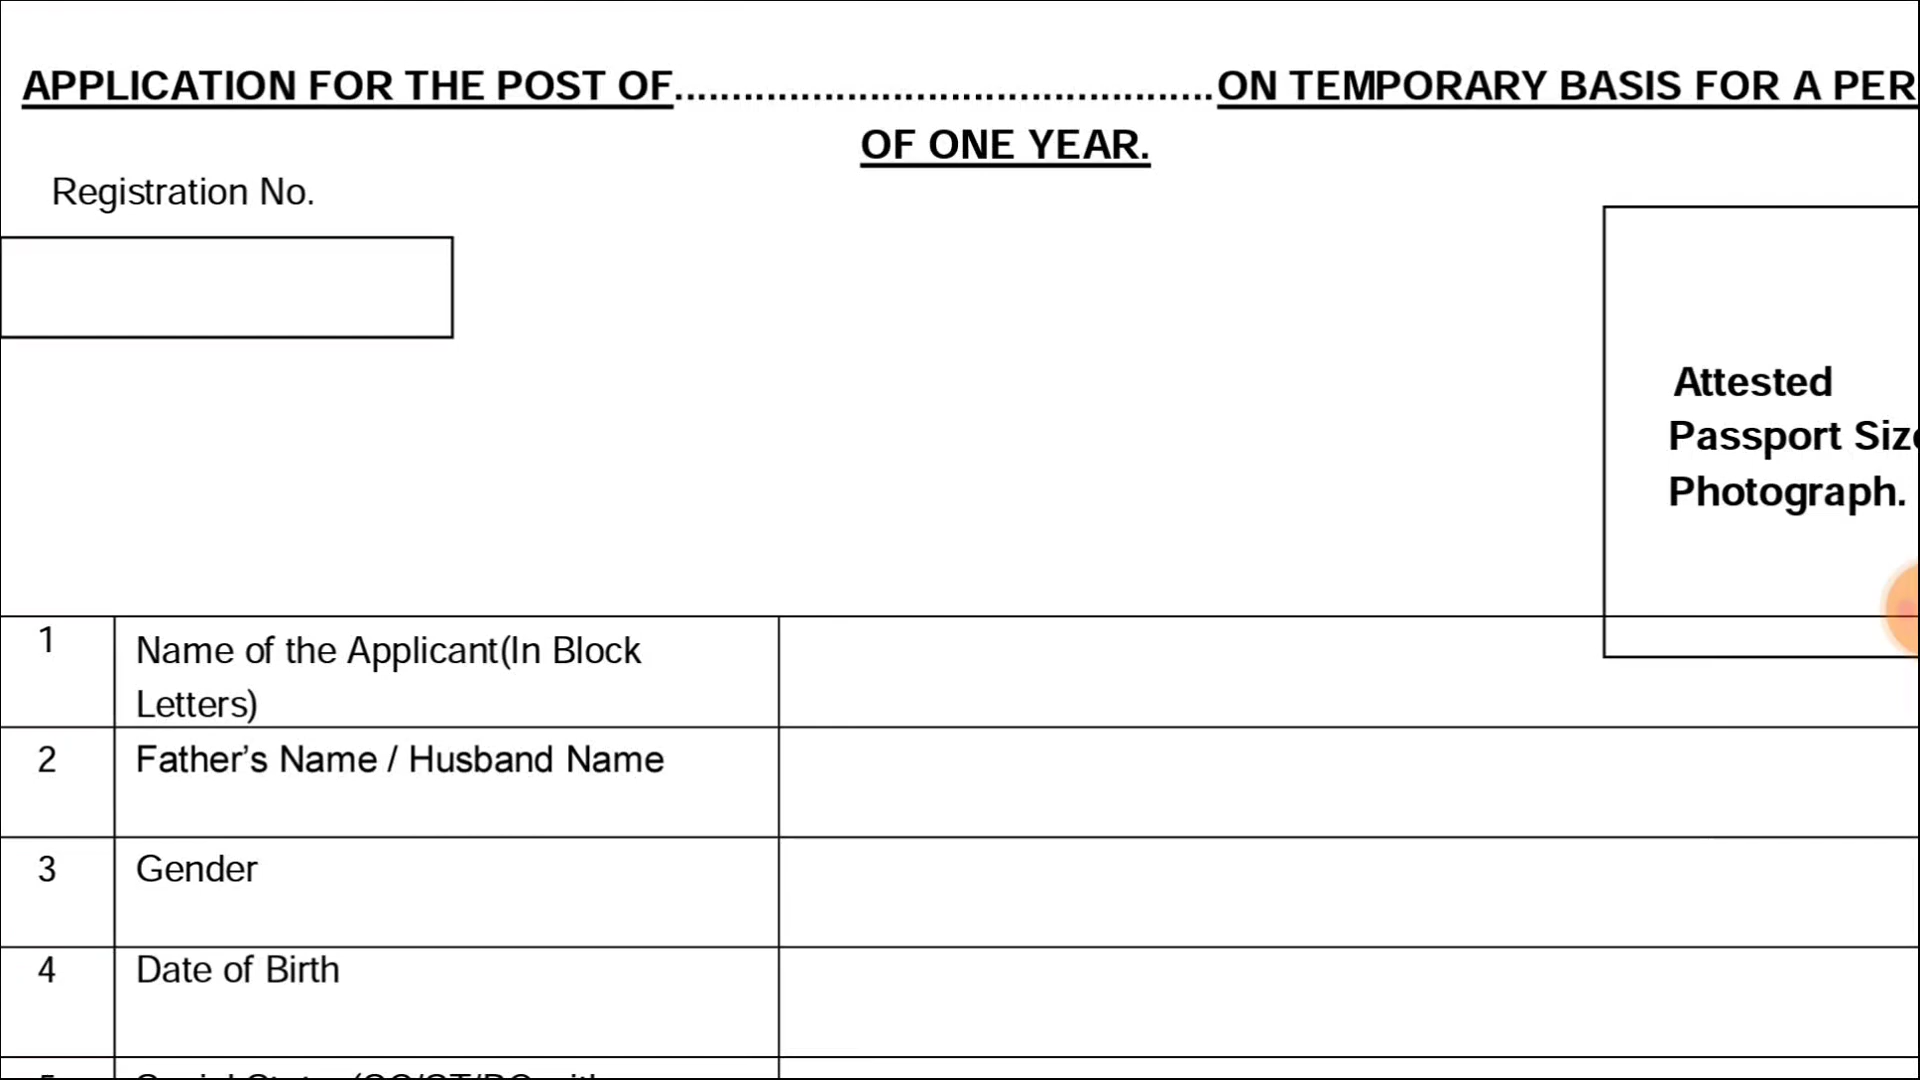 APPLICATION FOR THE POST OF..............................................ON TEMPORARY BASIS FOR A PER
OF ONE YEAR.
Registration No.
Attested
Passport Size
Photograph.
1 Name of the Applicant(In Block
Letters)
2 Father’s Name / Husband Name
3 Gender
4 Date of Birth